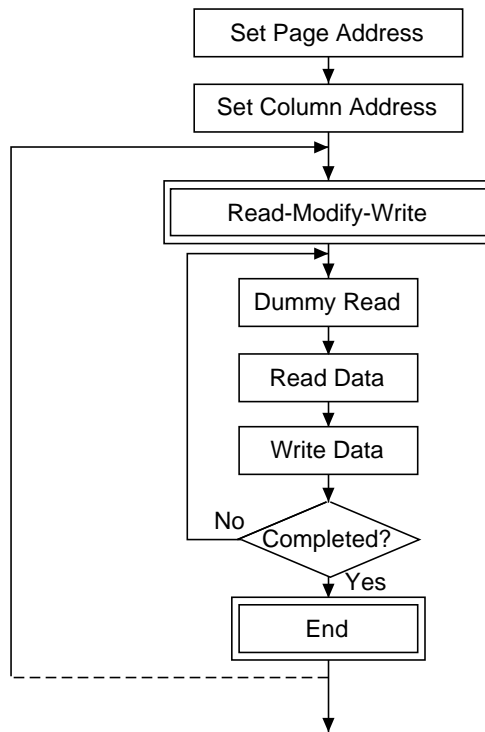 Set Page Address
Set Column Address
Read-Modify-Write
Dummy Read
Read Data
Write Data
No
Completed?
Yes
End